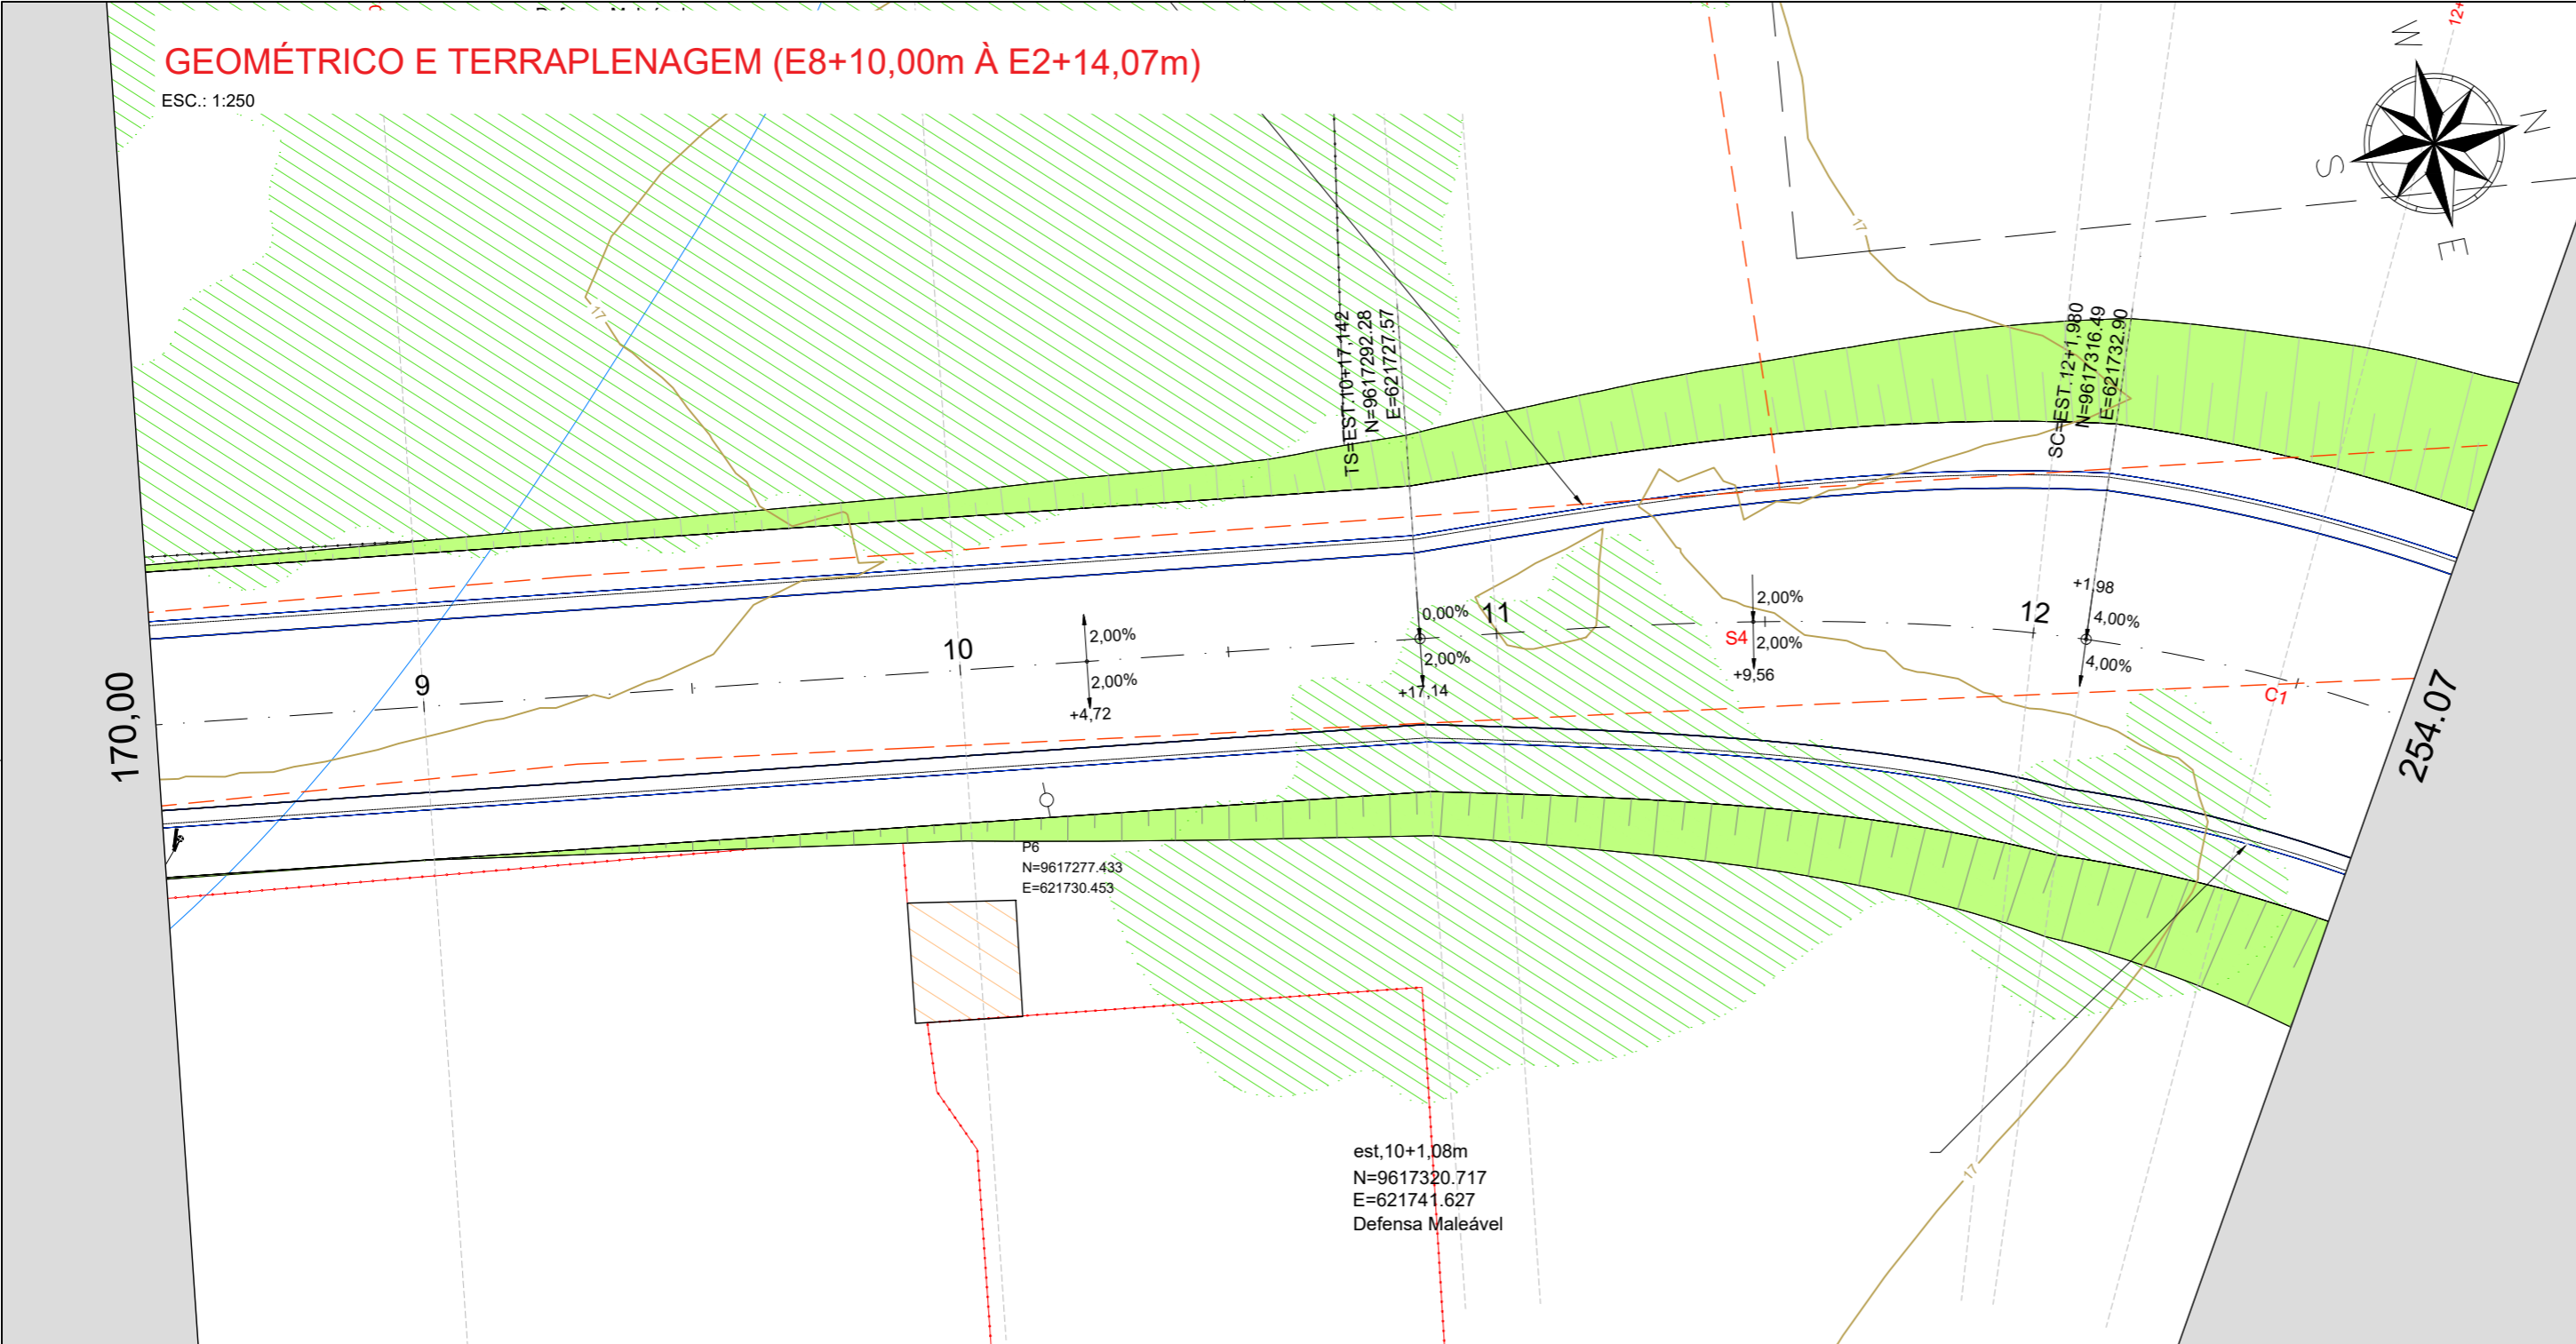 GEOMÉTRICO E TERRAPLENAGEM (E8+10,00m À E2+14,07m)
ESC.: 1:250
W
N
S
E
17
17
TS=EST.10+17,142
N=9617292.28
E=621727.57
SC=EST.12+1,980
N=9617316.49
E=621732.90
170,00
9
10
2,00%
2,00%
+4,72
0,00%
11
2,00%
+17,14
2,00%
S4
2,00%
+9,56
12
+1,98
4,00%
4,00%
C1
254.07
P6
N=9617277.433
E=621730.453
est,10+1,08m
N=9617320.717
E=621741.627
Defensa Maleável
17